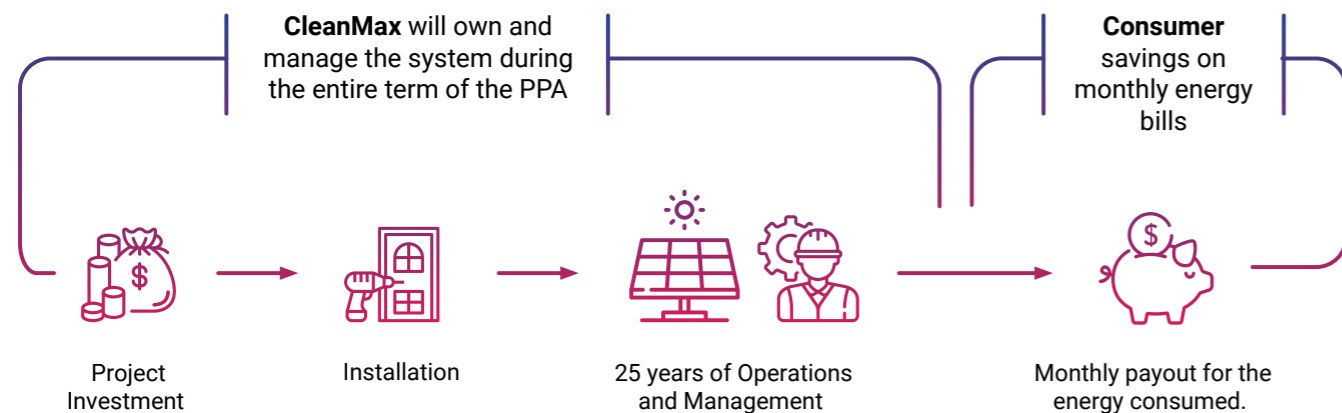 CleanMax will own and
manage the system during
the entire term of the PPA
Consumer
savings on
monthly energy
bills
$
$
Project
Investment
Installation
25 years of Operations
and Management
Monthly payout for the
energy consumed.